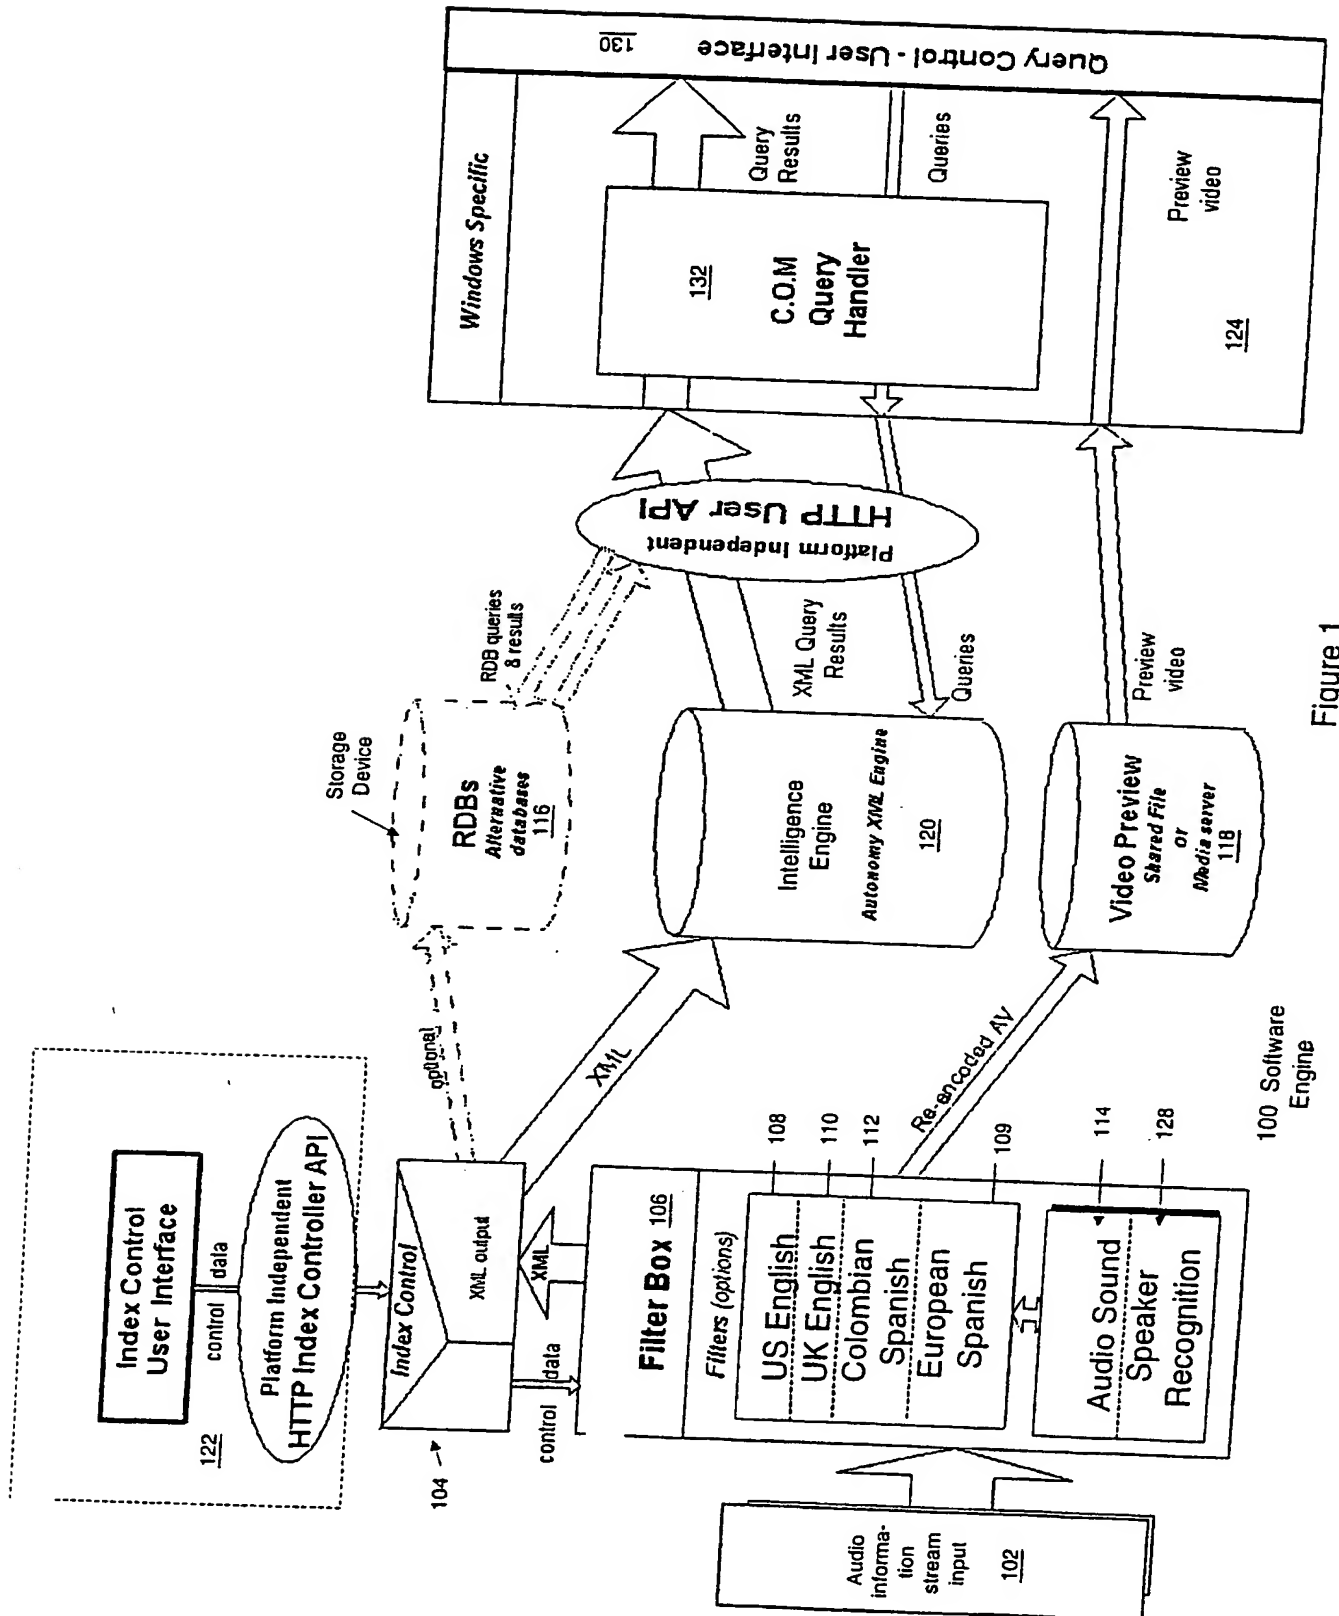 Index Control
User Interface
control
data
122
Platform Independent
HTTP Index Controller API
104
Index Control
XML output
control
data
XML
optional
XML
Storage
Device
RDBs
Alternative
databases
116
RDB queries
& results
Audio
informa-
tion
stream
input
102
Filter Box 106
Filters (options)
US English
UK English
Colombian
Spanish
European
Spanish
Audio Sound
Speaker
Recognition
108
110
112
109
114
128
Re-encoded AV
100 Software
Engine
Intelligence
Engine
Autonomy XML Engine
120
Video Preview
Shared File
or
Media server
118
XML Query
Results
Queries
Preview
video
Platform Independent
HTTP User API
Windows Specific
132
C.O.M
Query
Handler
Query
Results
Queries
Preview
video
124
Query Control - User Interface
130
Figure 1